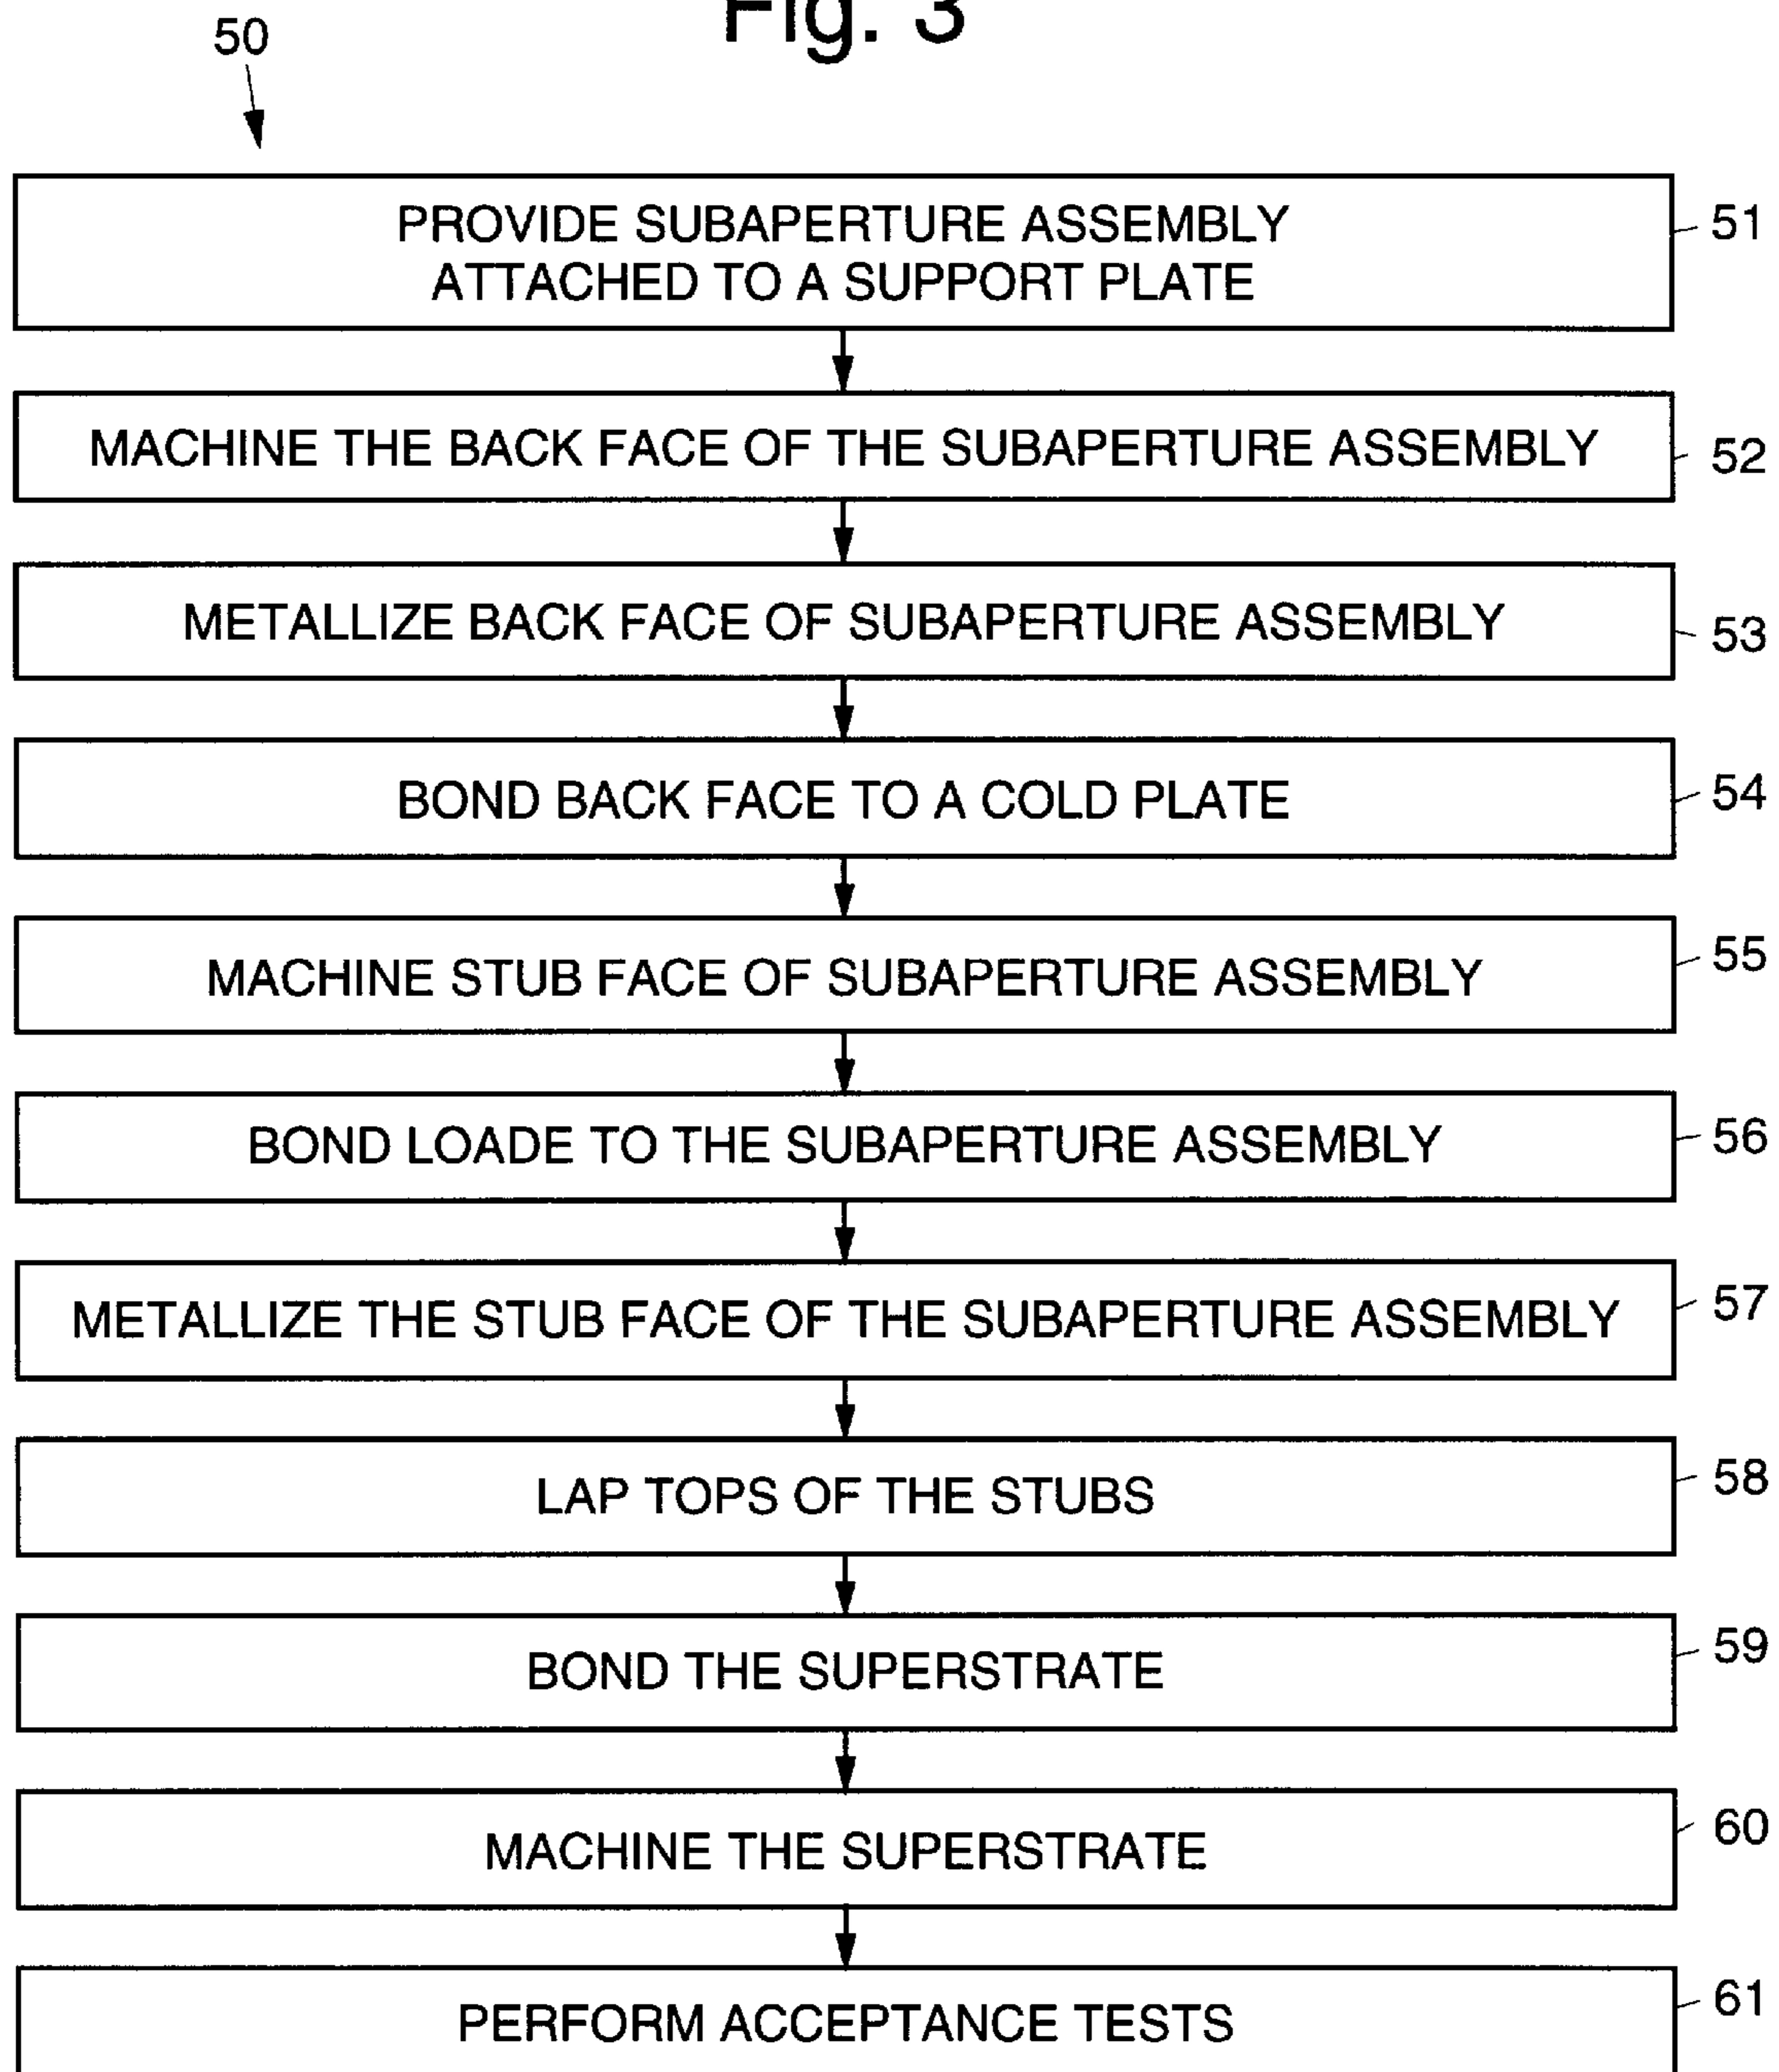 Fig. 3
50
PROVIDE SUBAPERTURE ASSEMBLY
ATTACHED TO A SUPPORT PLATE
51
MACHINE THE BACK FACE OF THE SUBAPERTURE ASSEMBLY
52
METALLIZE BACK FACE OF SUBAPERTURE ASSEMBLY
53
BOND BACK FACE TO A COLD PLATE
54
MACHINE STUB FACE OF SUBAPERTURE ASSEMBLY
55
BOND LOADE TO THE SUBAPERTURE ASSEMBLY
56
METALLIZE THE STUB FACE OF THE SUBAPERTURE ASSEMBLY
57
LAP TOPS OF THE STUBS
58
BOND THE SUPERSTRATE
59
MACHINE THE SUPERSTRATE
60
PERFORM ACCEPTANCE TESTS
61